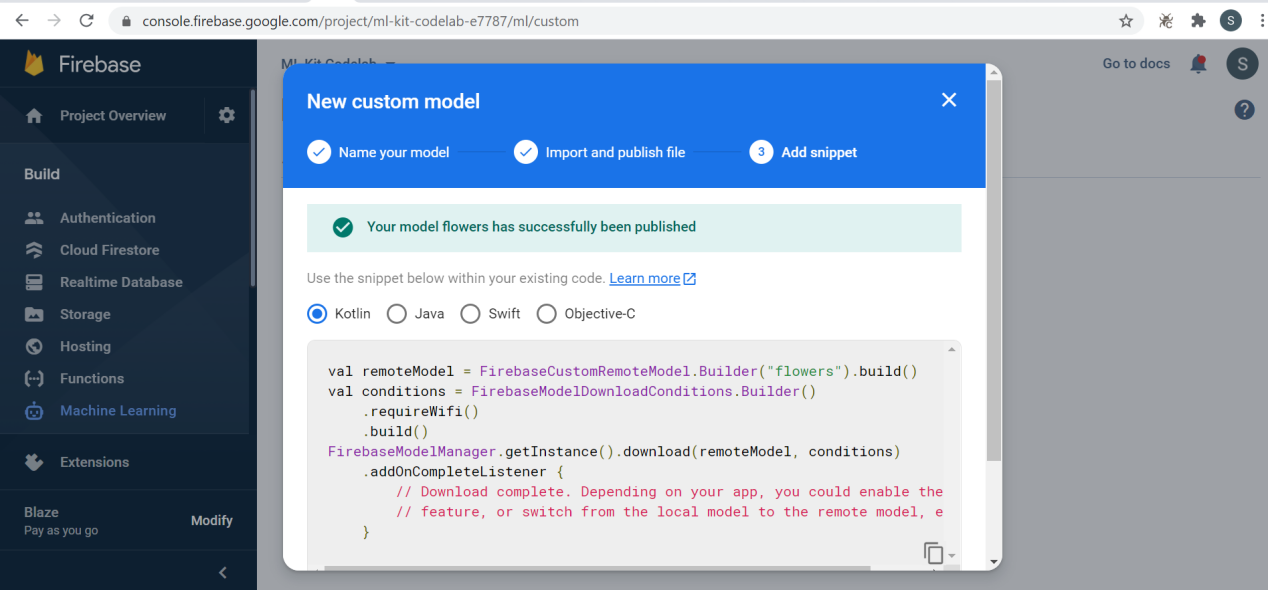 console.firebase.google.com/project/ml-kit-codelab-e7787/ml/custom
S
Firebase
ML Kit Codelab
Go to docs
S
Project Overview
?
Build
Authentication
Cloud Firestore
Realtime Database
Storage
Hosting
Functions
Machine Learning
Extensions
Blaze
Pay as you go
Modify
New custom model
Name your model
Import and publish file
3 Add snippet
Your model flowers has successfully been published
Use the snippet below within your existing code. Learn more
Kotlin Java Swift Objective-C
val remoteModel = FirebaseCustomRemoteModel.Builder("flowers").build()
val conditions = FirebaseModelDownloadConditions.Builder()
.requireWifi()
.build()
FirebaseModelManager.getInstance().download(remoteModel, conditions)
.addOnCompleteListener {
// Download complete. Depending on your app, you could enable the
// feature, or switch from the local model to the remote model, e
}